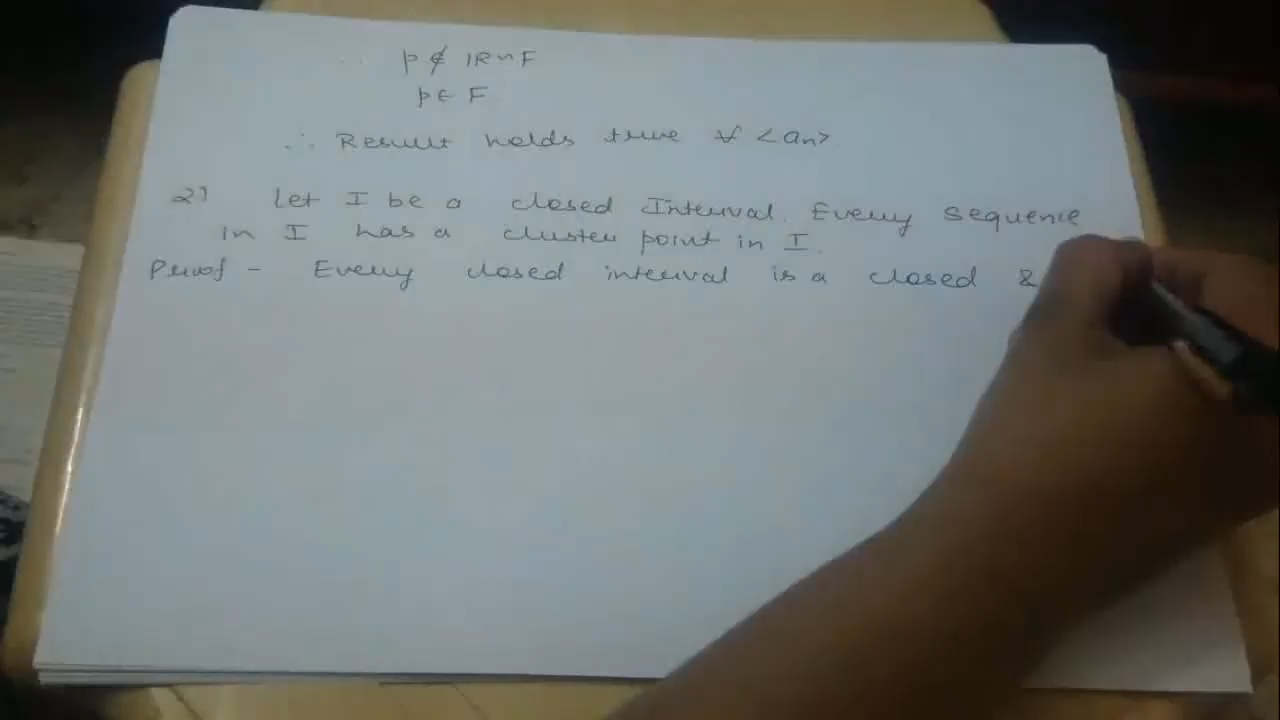 p ∉ ℝ ~ F
p ∈ F
∴ Result holds true ∀ <an>
2) Let I be a closed Interval. Every sequence
in I has a cluster point in I.
Proof - Every closed interval is a closed &